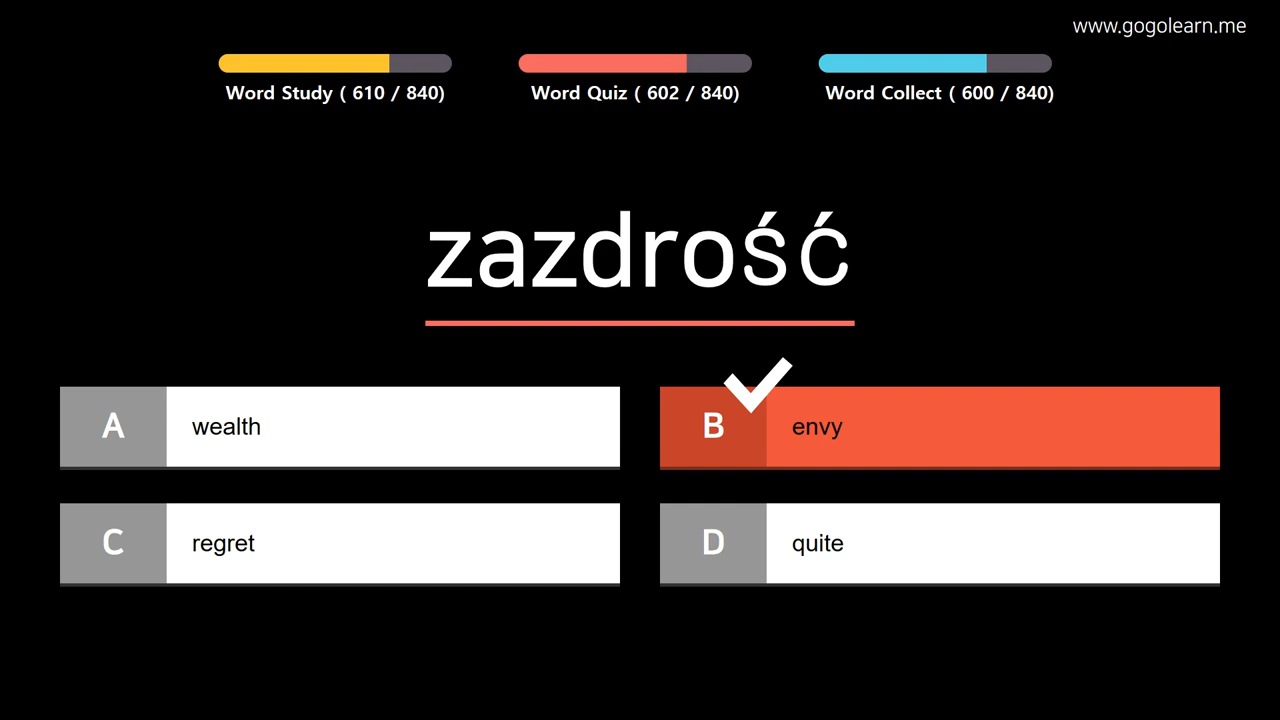 www.gogolearn.me
Word Study ( 610 / 840)
Word Quiz ( 602 / 840)
Word Collect ( 600 / 840)
zazdrość
A wealth
B envy
C regret
D quite